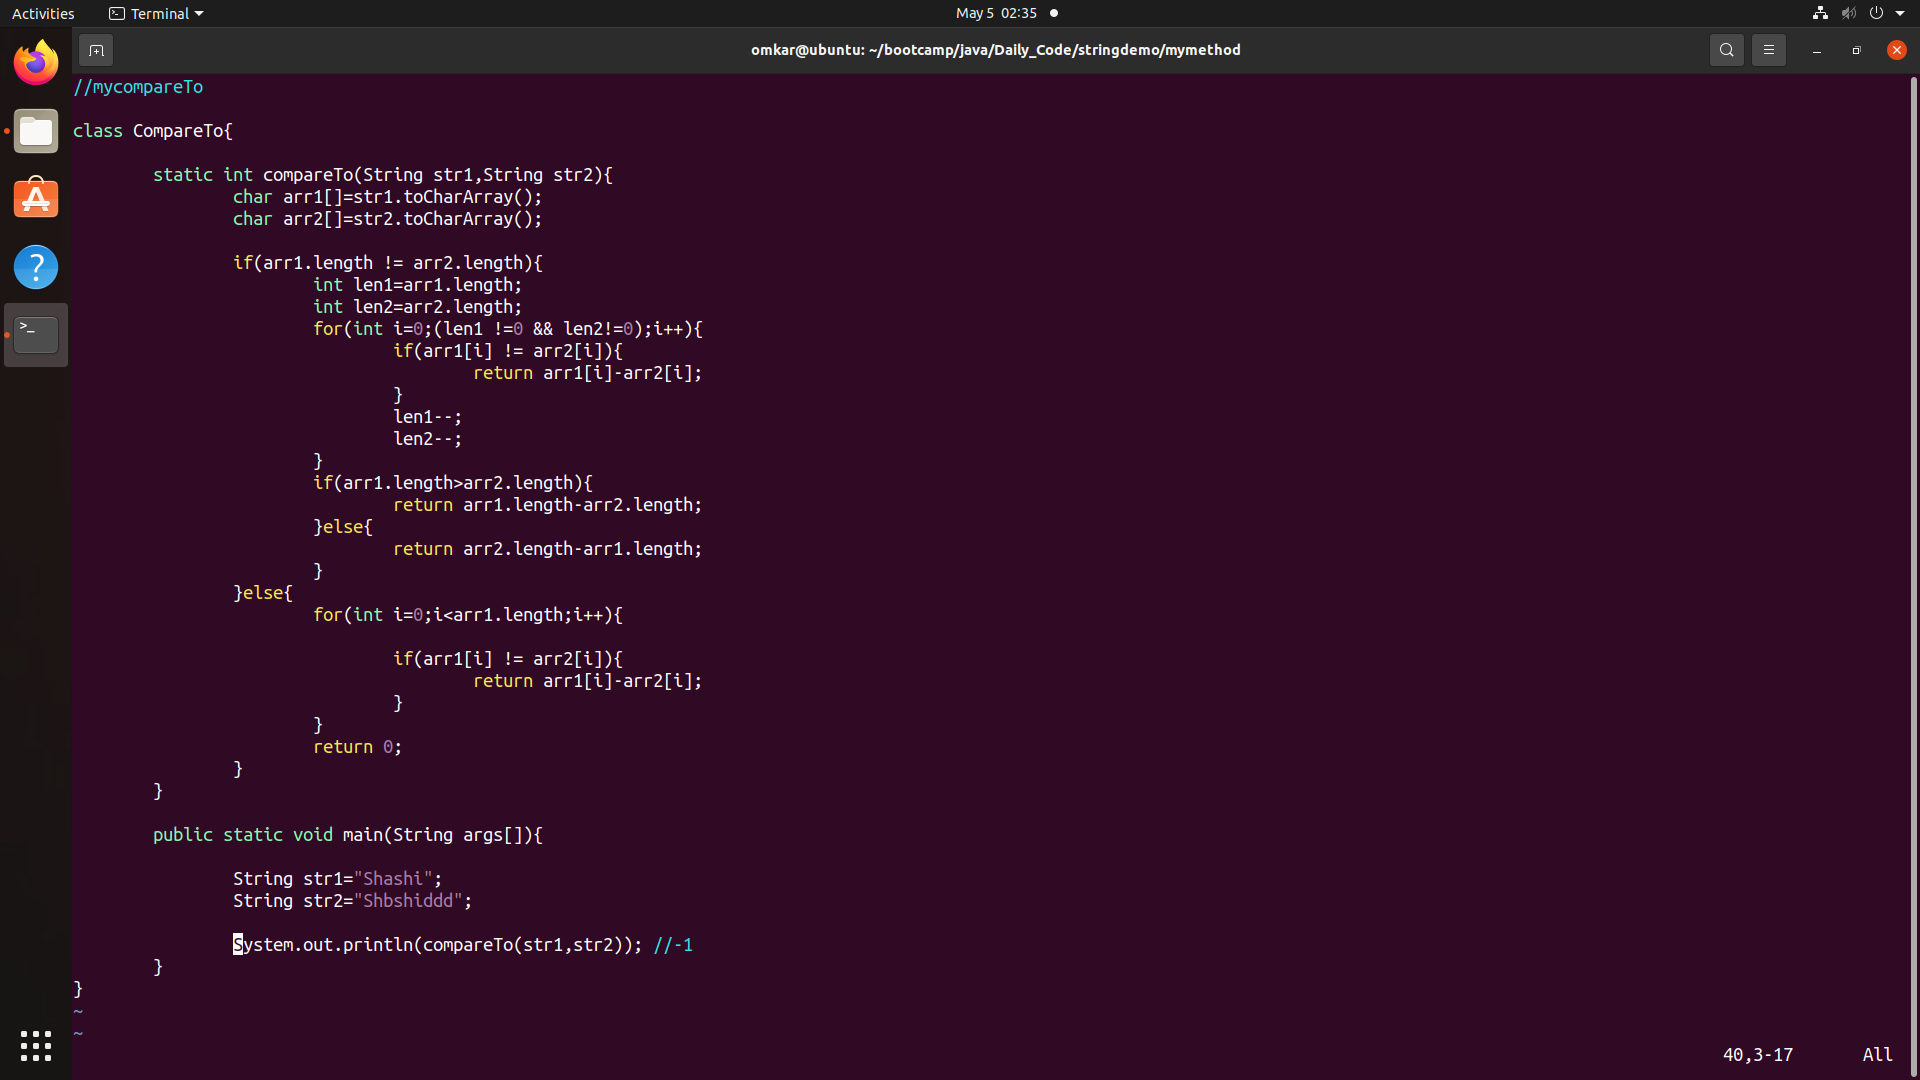 Activities Terminal May 5 02:35
omkar@ubuntu: ~/bootcamp/java/Daily_Code/stringdemo/mymethod
//mycompareTo
class CompareTo{
static int compareTo(String str1,String str2){
char arr1[]=str1.toCharArray();
char arr2[]=str2.toCharArray();
if(arr1.length != arr2.length){
int len1=arr1.length;
int len2=arr2.length;
for(int i=0;(len1 !=0 && len2!=0);i++){
if(arr1[i] != arr2[i]){
return arr1[i]-arr2[i];
}
len1--;
len2--;
}
if(arr1.length>arr2.length){
return arr1.length-arr2.length;
}else{
return arr2.length-arr1.length;
}
}else{
for(int i=0;i<arr1.length;i++){
if(arr1[i] != arr2[i]){
return arr1[i]-arr2[i];
}
}
return 0;
}
}
public static void main(String args[]){
String str1="Shashi";
String str2="Shbshiddd";
System.out.println(compareTo(str1,str2)); //-1
}
}
~
~
40,3-17 All